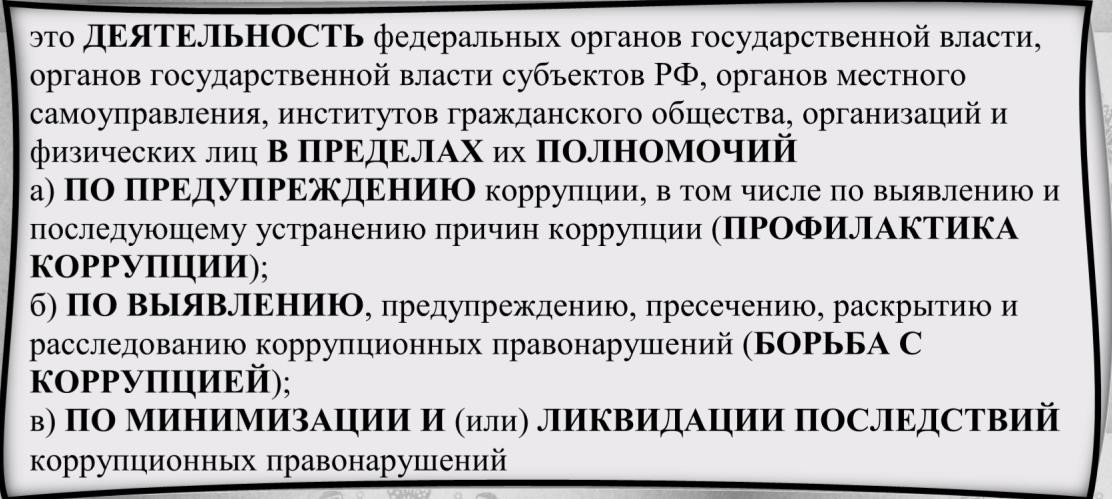 это ДЕЯТЕЛЬНОСТЬ федеральных органов государственной власти,
органов государственной власти субъектов РФ, органов местного
самоуправления, институтов гражданского общества, организаций и
физических лиц В ПРЕДЕЛАХ их ПОЛНОМОЧИЙ
а) ПО ПРЕДУПРЕЖДЕНИЮ коррупции, в том числе по выявлению и
последующему устранению причин коррупции (ПРОФИЛАКТИКА
КОРРУПЦИИ);
б) ПО ВЫЯВЛЕНИЮ, предупреждению, пресечению, раскрытию и
расследованию коррупционных правонарушений (БОРЬБА С
КОРРУПЦИЕЙ);
в) ПО МИНИМИЗАЦИИ И (или) ЛИКВИДАЦИИ ПОСЛЕДСТВИЙ
коррупционных правонарушений